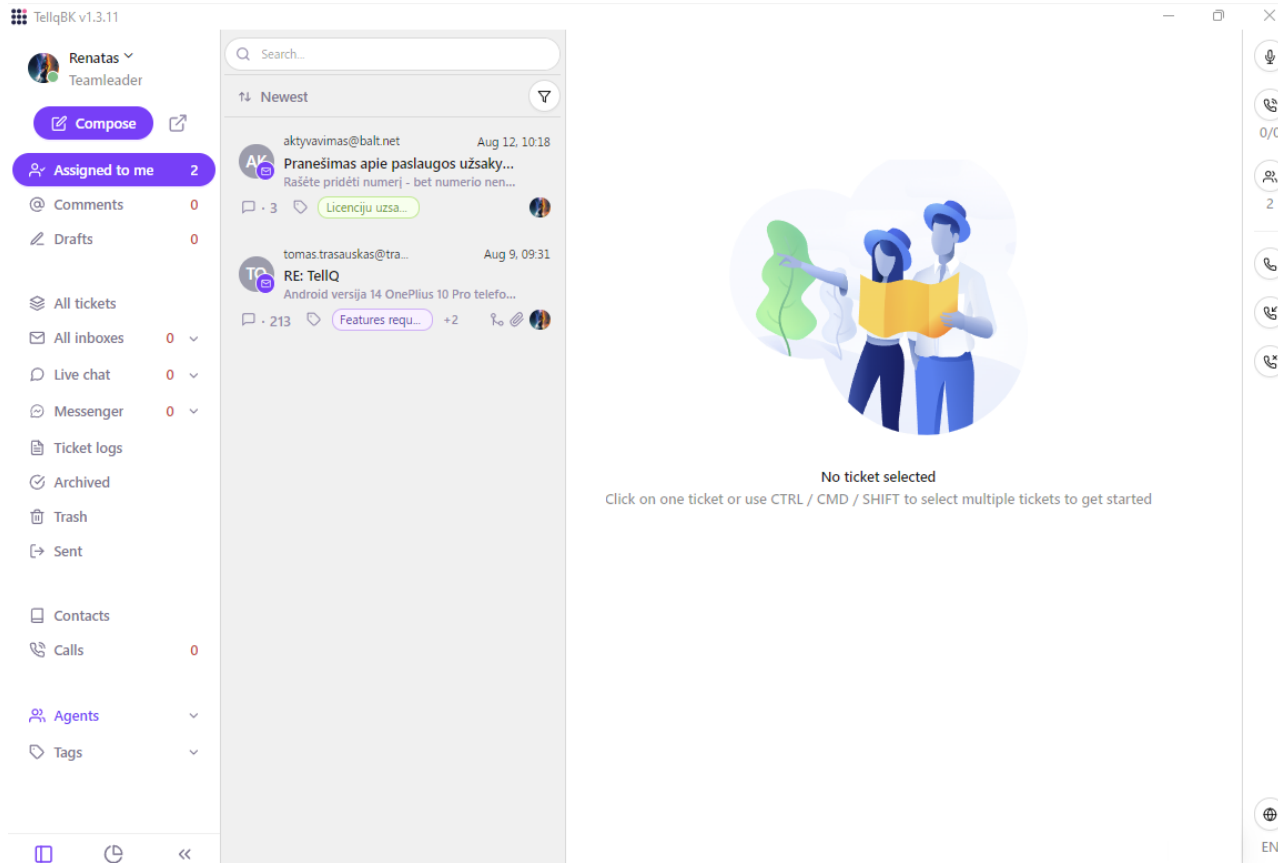 TellqBK v1.3.11
Renatas
Teamleader
Compose
Assigned to me 2
Comments 0
Drafts 0
All tickets
All inboxes 0
Live chat 0
Messenger 0
Ticket logs
Archived
Trash
Sent
Contacts
Calls 0
Agents
Tags
Search...
Newest
AK
aktyvavimas@balt.net Aug 12, 10:18
Pranešimas apie paslaugos užsaky...
Rašėte pridėti numerį - bet numerio nen...
· 3 Licenciju uzsa...
TO
tomas.trasauskas@tra... Aug 9, 09:31
RE: TellQ
Android versija 14 OnePlius 10 Pro telefo...
· 213 Features requ... +2
No ticket selected
Click on one ticket or use CTRL / CMD / SHIFT to select multiple tickets to get started
0/0
2
EN